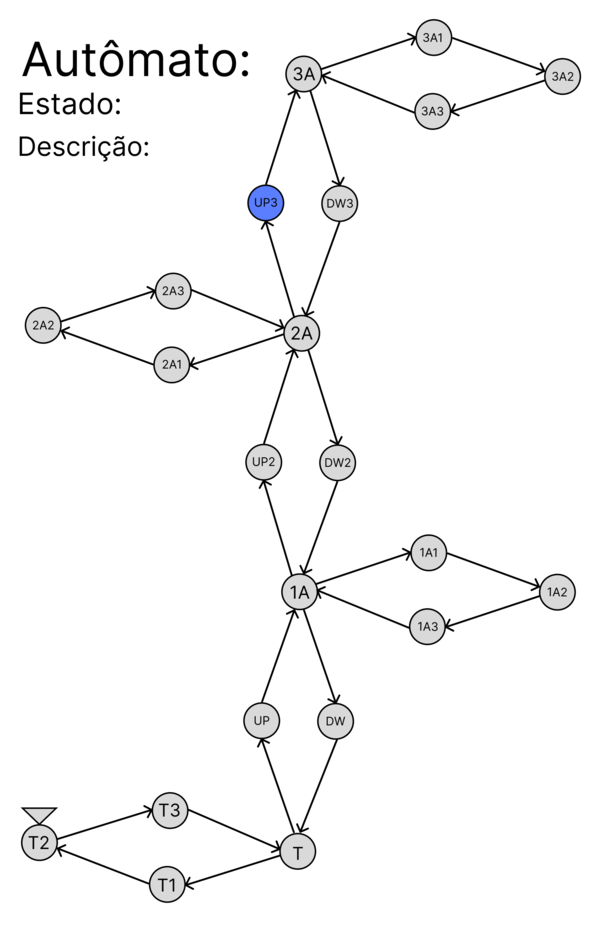 Autômato:
Estado:
Descrição:
3A1
3A
3A2
3A3
UP3
DW3
2A3
2A2
2A
2A1
UP2
DW2
1A1
1A
1A2
1A3
UP
DW
T3
T2
T
T1